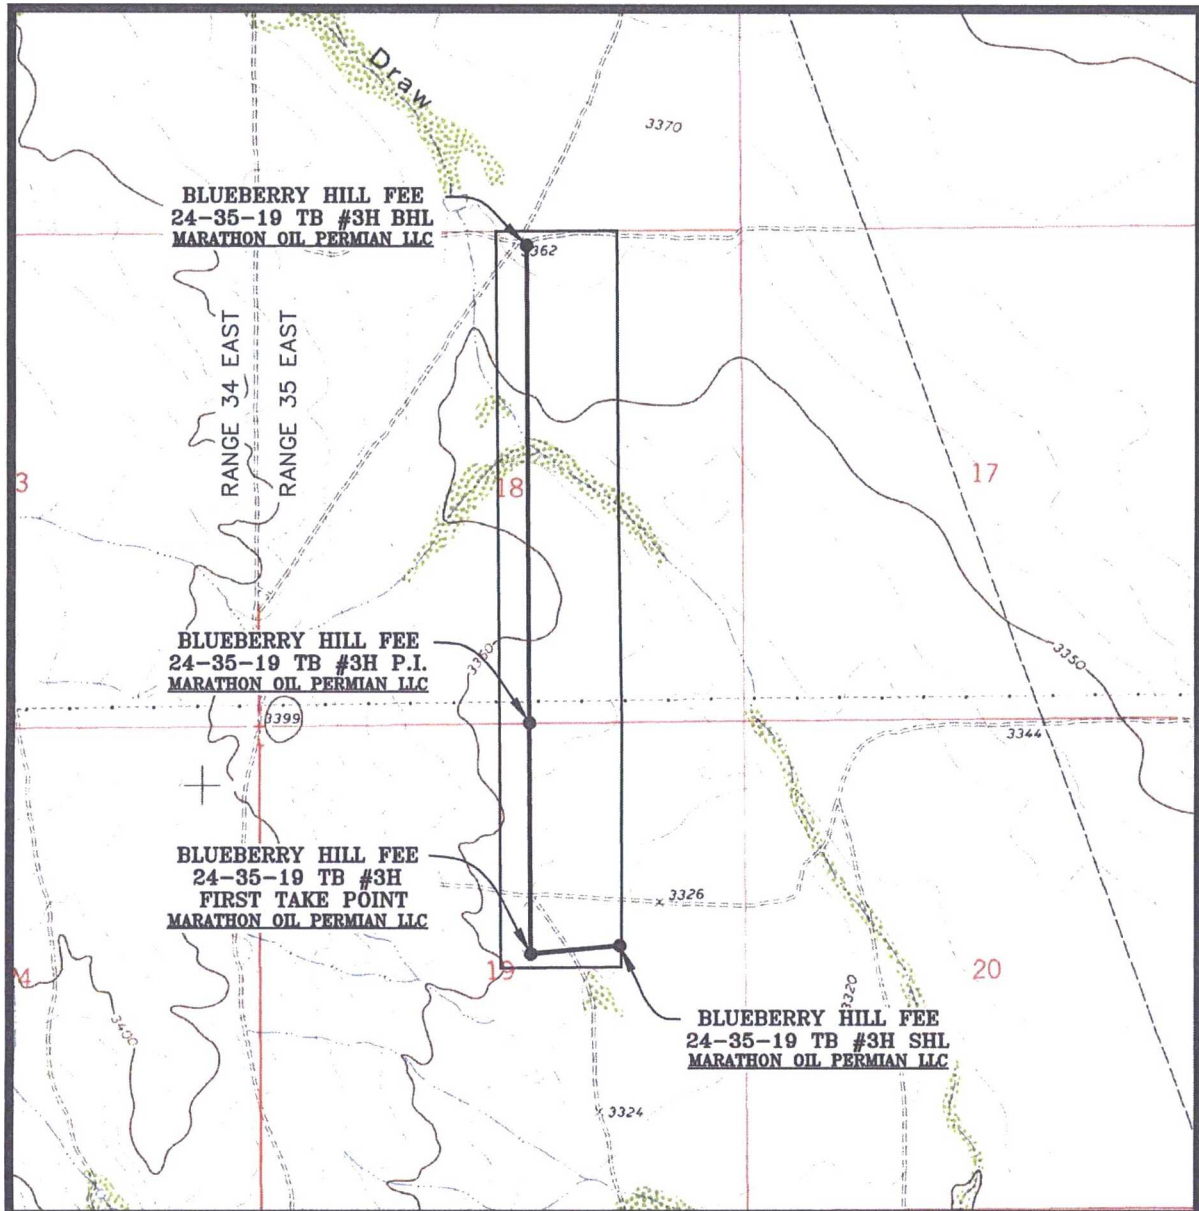 Draw
3370
BLUEBERRY HILL FEE
24-35-19 TB #3H BHL
MARATHON OIL PERMIAN LLC
3362
RANGE 34 EAST
RANGE 35 EAST
3
18
17
BLUEBERRY HILL FEE
24-35-19 TB #3H P.I.
MARATHON OIL PERMIAN LLC
3350
3350
3399
3344
BLUEBERRY HILL FEE
24-35-19 TB #3H
FIRST TAKE POINT
MARATHON OIL PERMIAN LLC
3326
4
19
20
3400
3320
BLUEBERRY HILL FEE
24-35-19 TB #3H SHL
MARATHON OIL PERMIAN LLC
3324